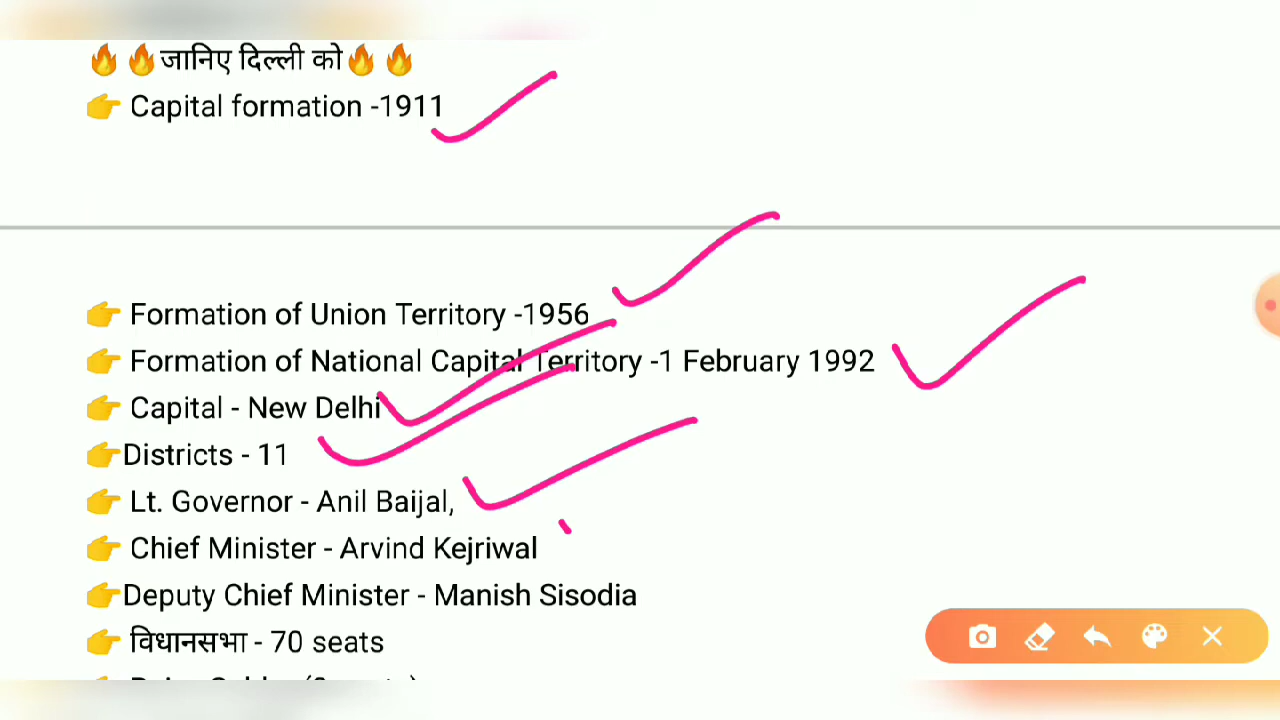 🔥🔥जानिए दिल्ली को🔥🔥
👉 Capital formation -1911
👉 Formation of Union Territory -1956
👉 Formation of National Capital Territory -1 February 1992
👉 Capital - New Delhi
👉Districts - 11
👉 Lt. Governor - Anil Baijal,
👉 Chief Minister - Arvind Kejriwal
👉Deputy Chief Minister - Manish Sisodia
👉 विधानसभा - 70 seats